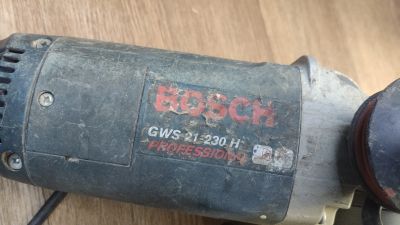 BOSCH
GWS 21-230 H
PROFESSIONAL